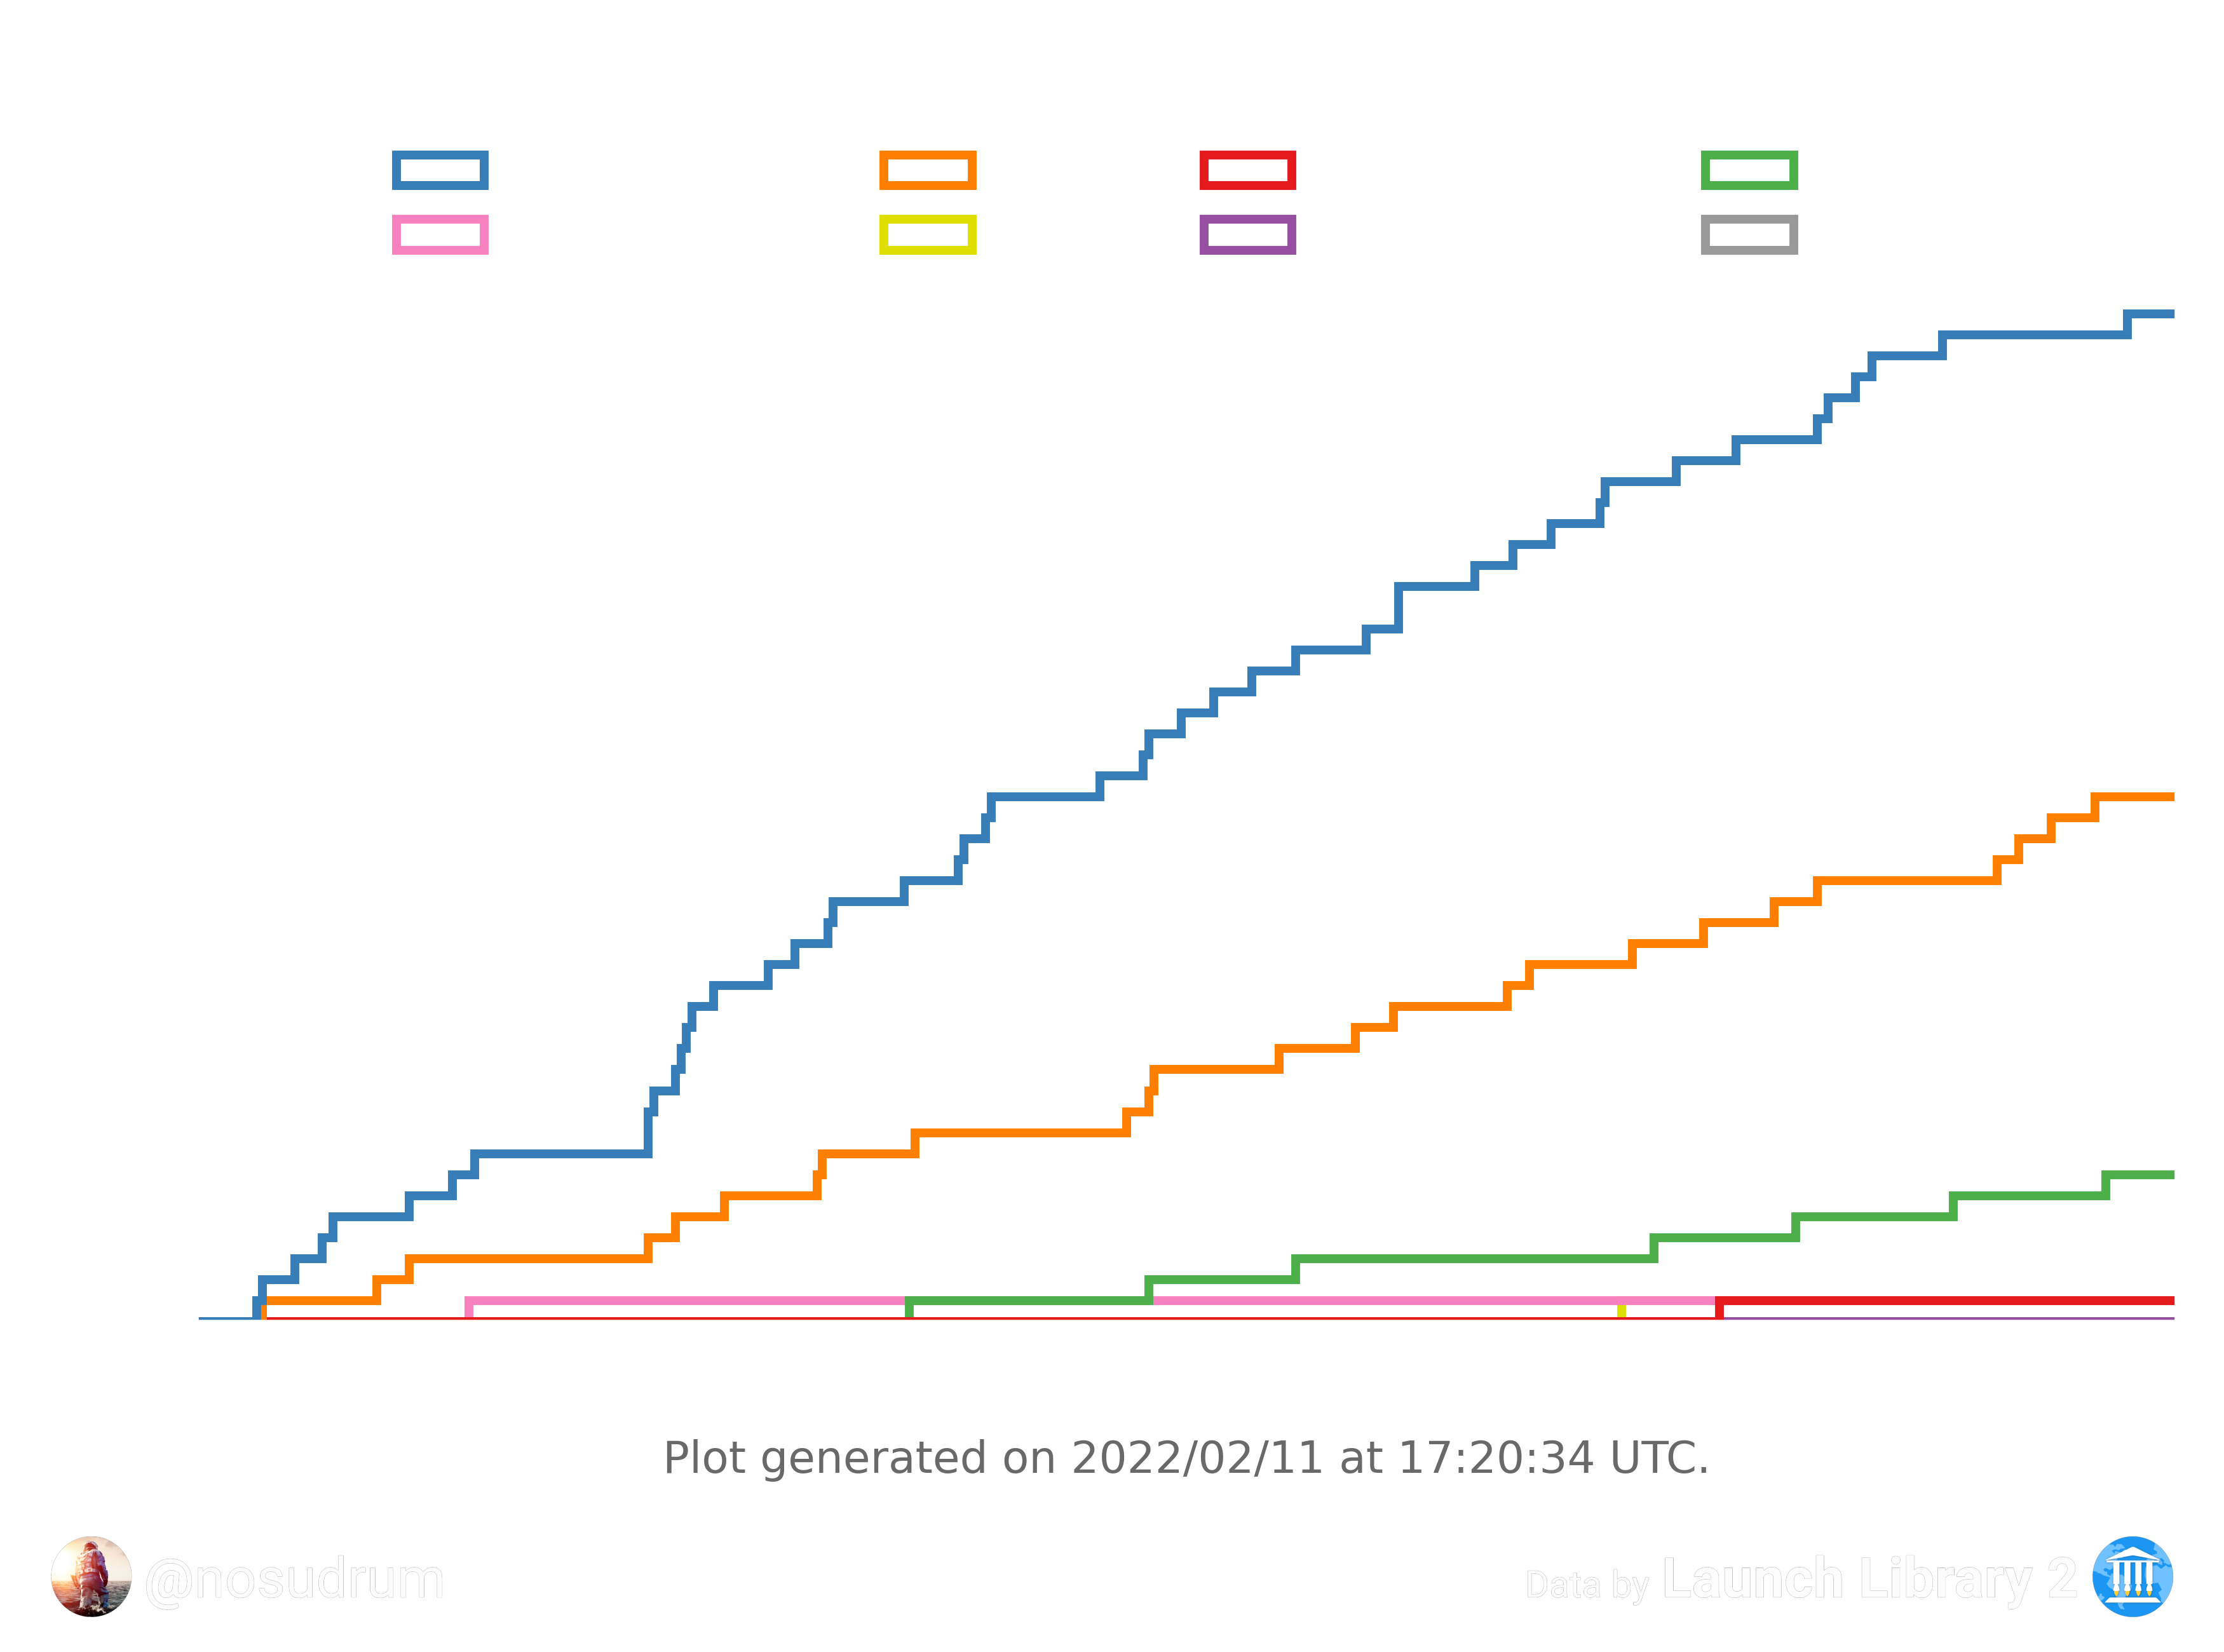 Plot generated on 2022/02/11 at 17:20:34 UTC.
@nosudrum
Data by Launch Library 2